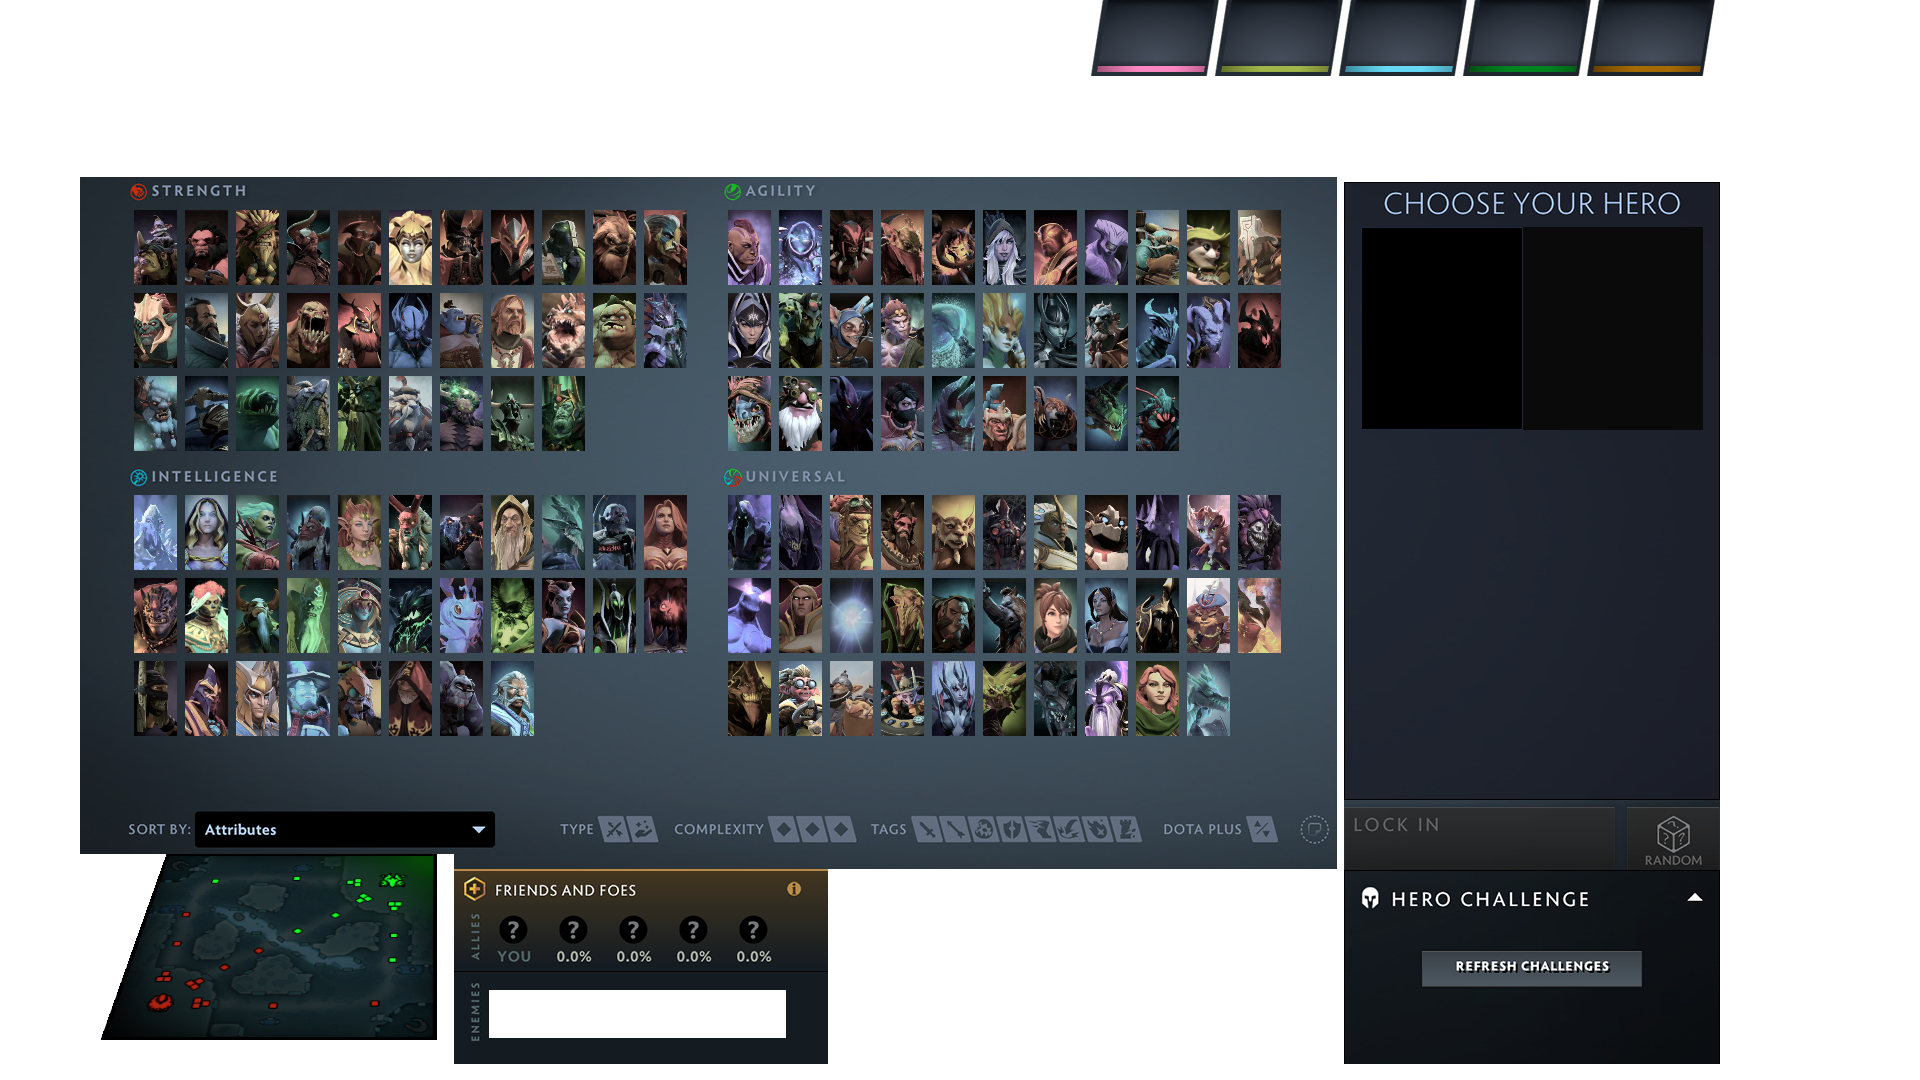 STRENGTH
AGILITY
CHOOSE YOUR HERO
INTELLIGENCE
UNIVERSAL
SORT BY: Attributes
TYPE
COMPLEXITY
TAGS
DOTA PLUS
LOCK IN
RANDOM
FRIENDS AND FOES
ALLIES
? ? ? ? ?
YOU 0.0% 0.0% 0.0% 0.0%
ENEMIES
HERO CHALLENGE
REFRESH CHALLENGES